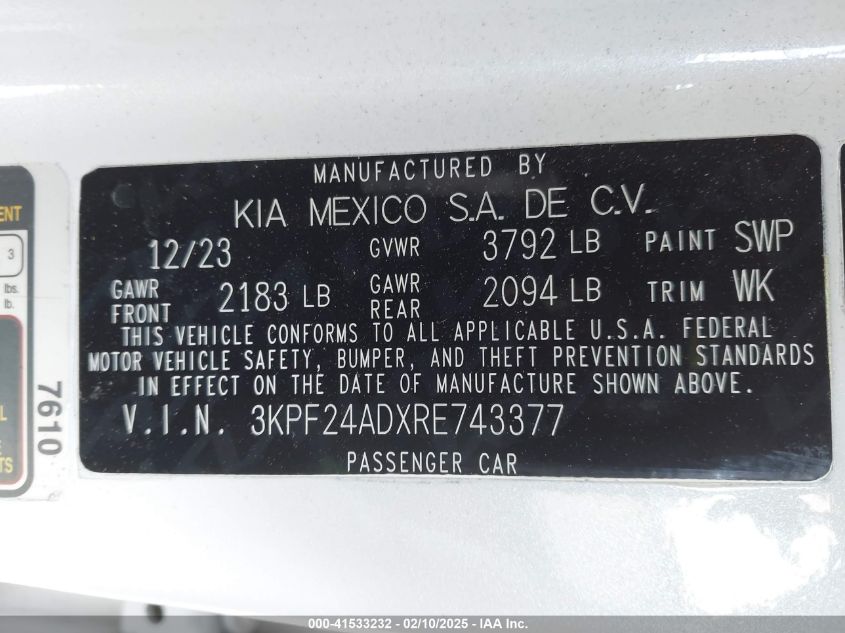 MANUFACTURED BY
KIA MEXICO S.A. DE C.V.
12/23 GVWR 3792 LB PAINT SWP
GAWR FRONT 2183 LB GAWR REAR 2094 LB TRIM WK
THIS VEHICLE CONFORMS TO ALL APPLICABLE U.S.A. FEDERAL
MOTOR VEHICLE SAFETY, BUMPER, AND THEFT PREVENTION STANDARDS
IN EFFECT ON THE DATE OF MANUFACTURE SHOWN ABOVE.
V.I.N. 3KPF24ADXRE743377
PASSENGER CAR
3
lbs.
lb.
7610
000-41533232 - 02/10/2025 - IAA Inc.